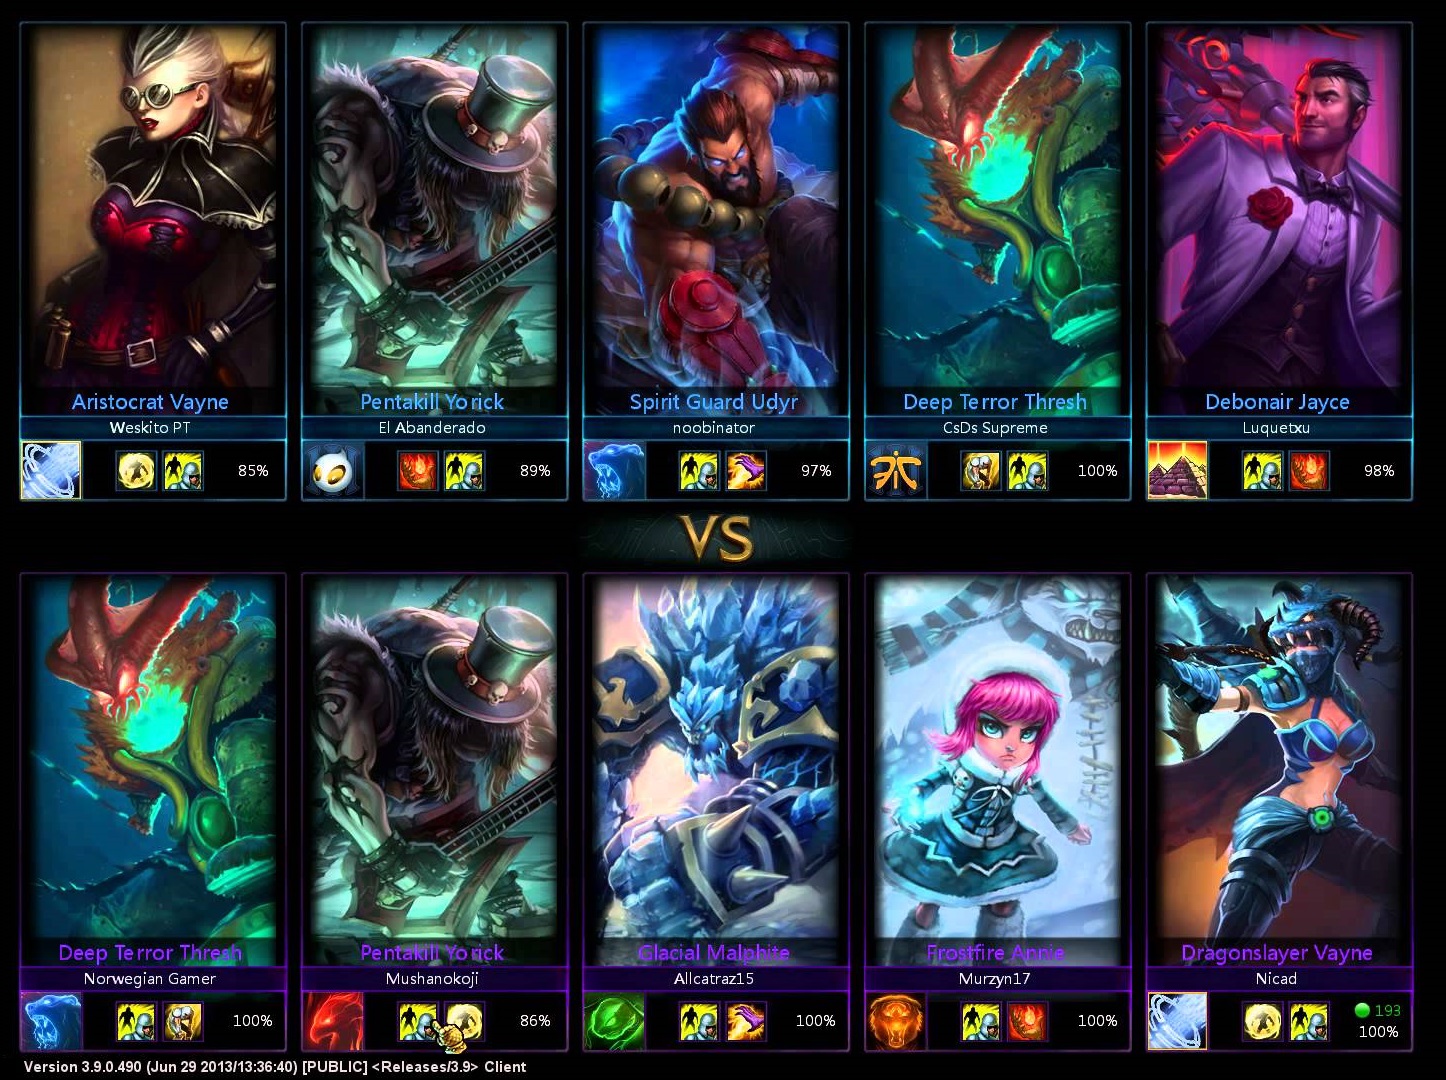 Aristocrat Vayne
Weskito PT
85%
Pentakill Yorick
El Abanderado
89%
Spirit Guard Udyr
noobinator
97%
Deep Terror Thresh
CsDs Supreme
100%
Debonair Jayce
Luquetxu
98%
VS
Deep Terror Thresh
Norwegian Gamer
100%
Pentakill Yorick
Mushanokoji
86%
Glacial Malphite
Allcatraz15
100%
Frostfire Annie
Murzyn17
100%
Dragonslayer Vayne
Nicad
193
100%
Version 3.9.0.490 (Jun 29 2013/13:36:40) [PUBLIC] <Releases/3.9> Client